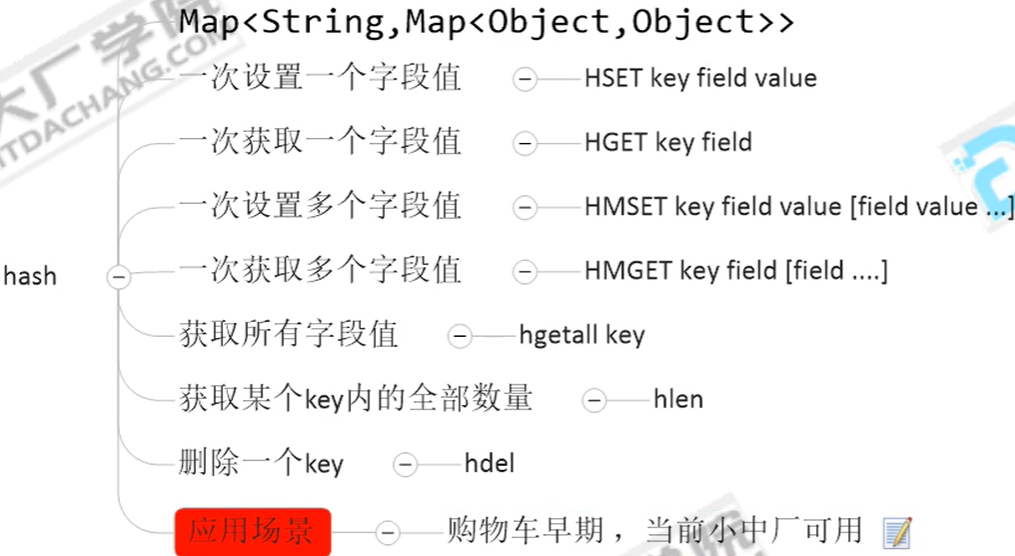 Map<String,Map<Object,Object>>
一次设置一个字段值 HSET key field value
一次获取一个字段值 HGET key field
一次设置多个字段值 HMSET key field value [field value ...]
hash
一次获取多个字段值 HMGET key field [field ....]
获取所有字段值 hgetall key
获取某个key内的全部数量 hlen
删除一个key hdel
应用场景 购物车早期，当前小中厂可用
大厂学院
ITDACHANG.COM